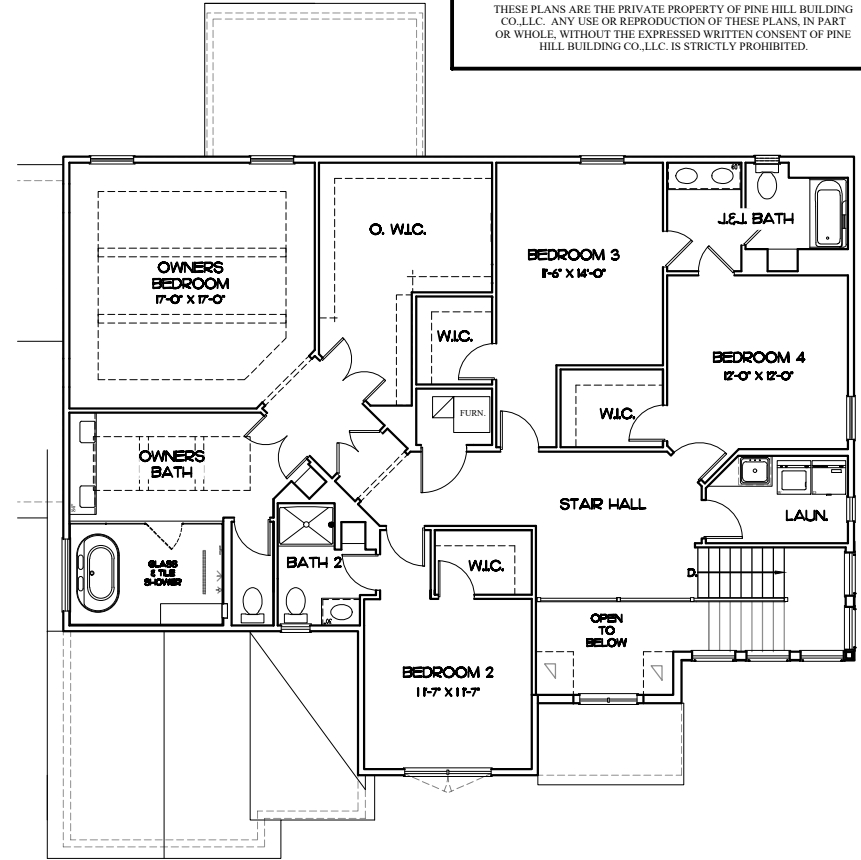 THESE PLANS ARE THE PRIVATE PROPERTY OF PINE HILL BUILDING
CO.,LLC. ANY USE OR REPRODUCTION OF THESE PLANS, IN PART
OR WHOLE, WITHOUT THE EXPRESSED WRITTEN CONSENT OF PINE
HILL BUILDING CO.,LLC. IS STRICTLY PROHIBITED.
O. W.I.C.
J.&J. BATH
BEDROOM 3
11'-6" X 14'-0"
OWNERS
BEDROOM
17'-0" X 17'-0"
W.I.C.
BEDROOM 4
12'-0" X 12'-0"
FURN.
W.I.C.
OWNERS
BATH
STAIR HALL
LAUN.
GLASS
& TILE
SHOWER
BATH 2
W.I.C.
D.
OPEN
TO
BELOW
BEDROOM 2
11'-7" X 11'-7"